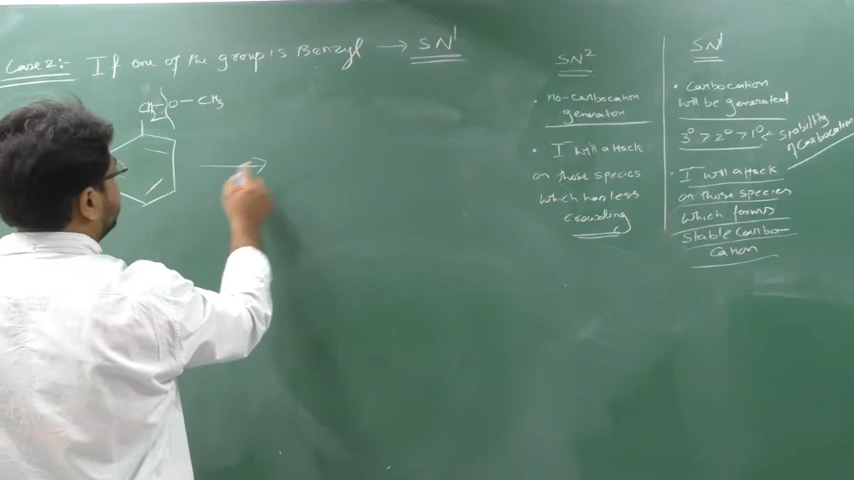 Case 2:- If one of the group is Benzyl → SN1
CH2-O-CH3
SN2
• no-carbocation
generation
• I will attack
on those species
which has less
crowding
SN1
• Carbocation
will be generated
3° > 2° > 1° ← stability
of carbocation
• I will attack
on those species
which forms
stable carbo-
cation